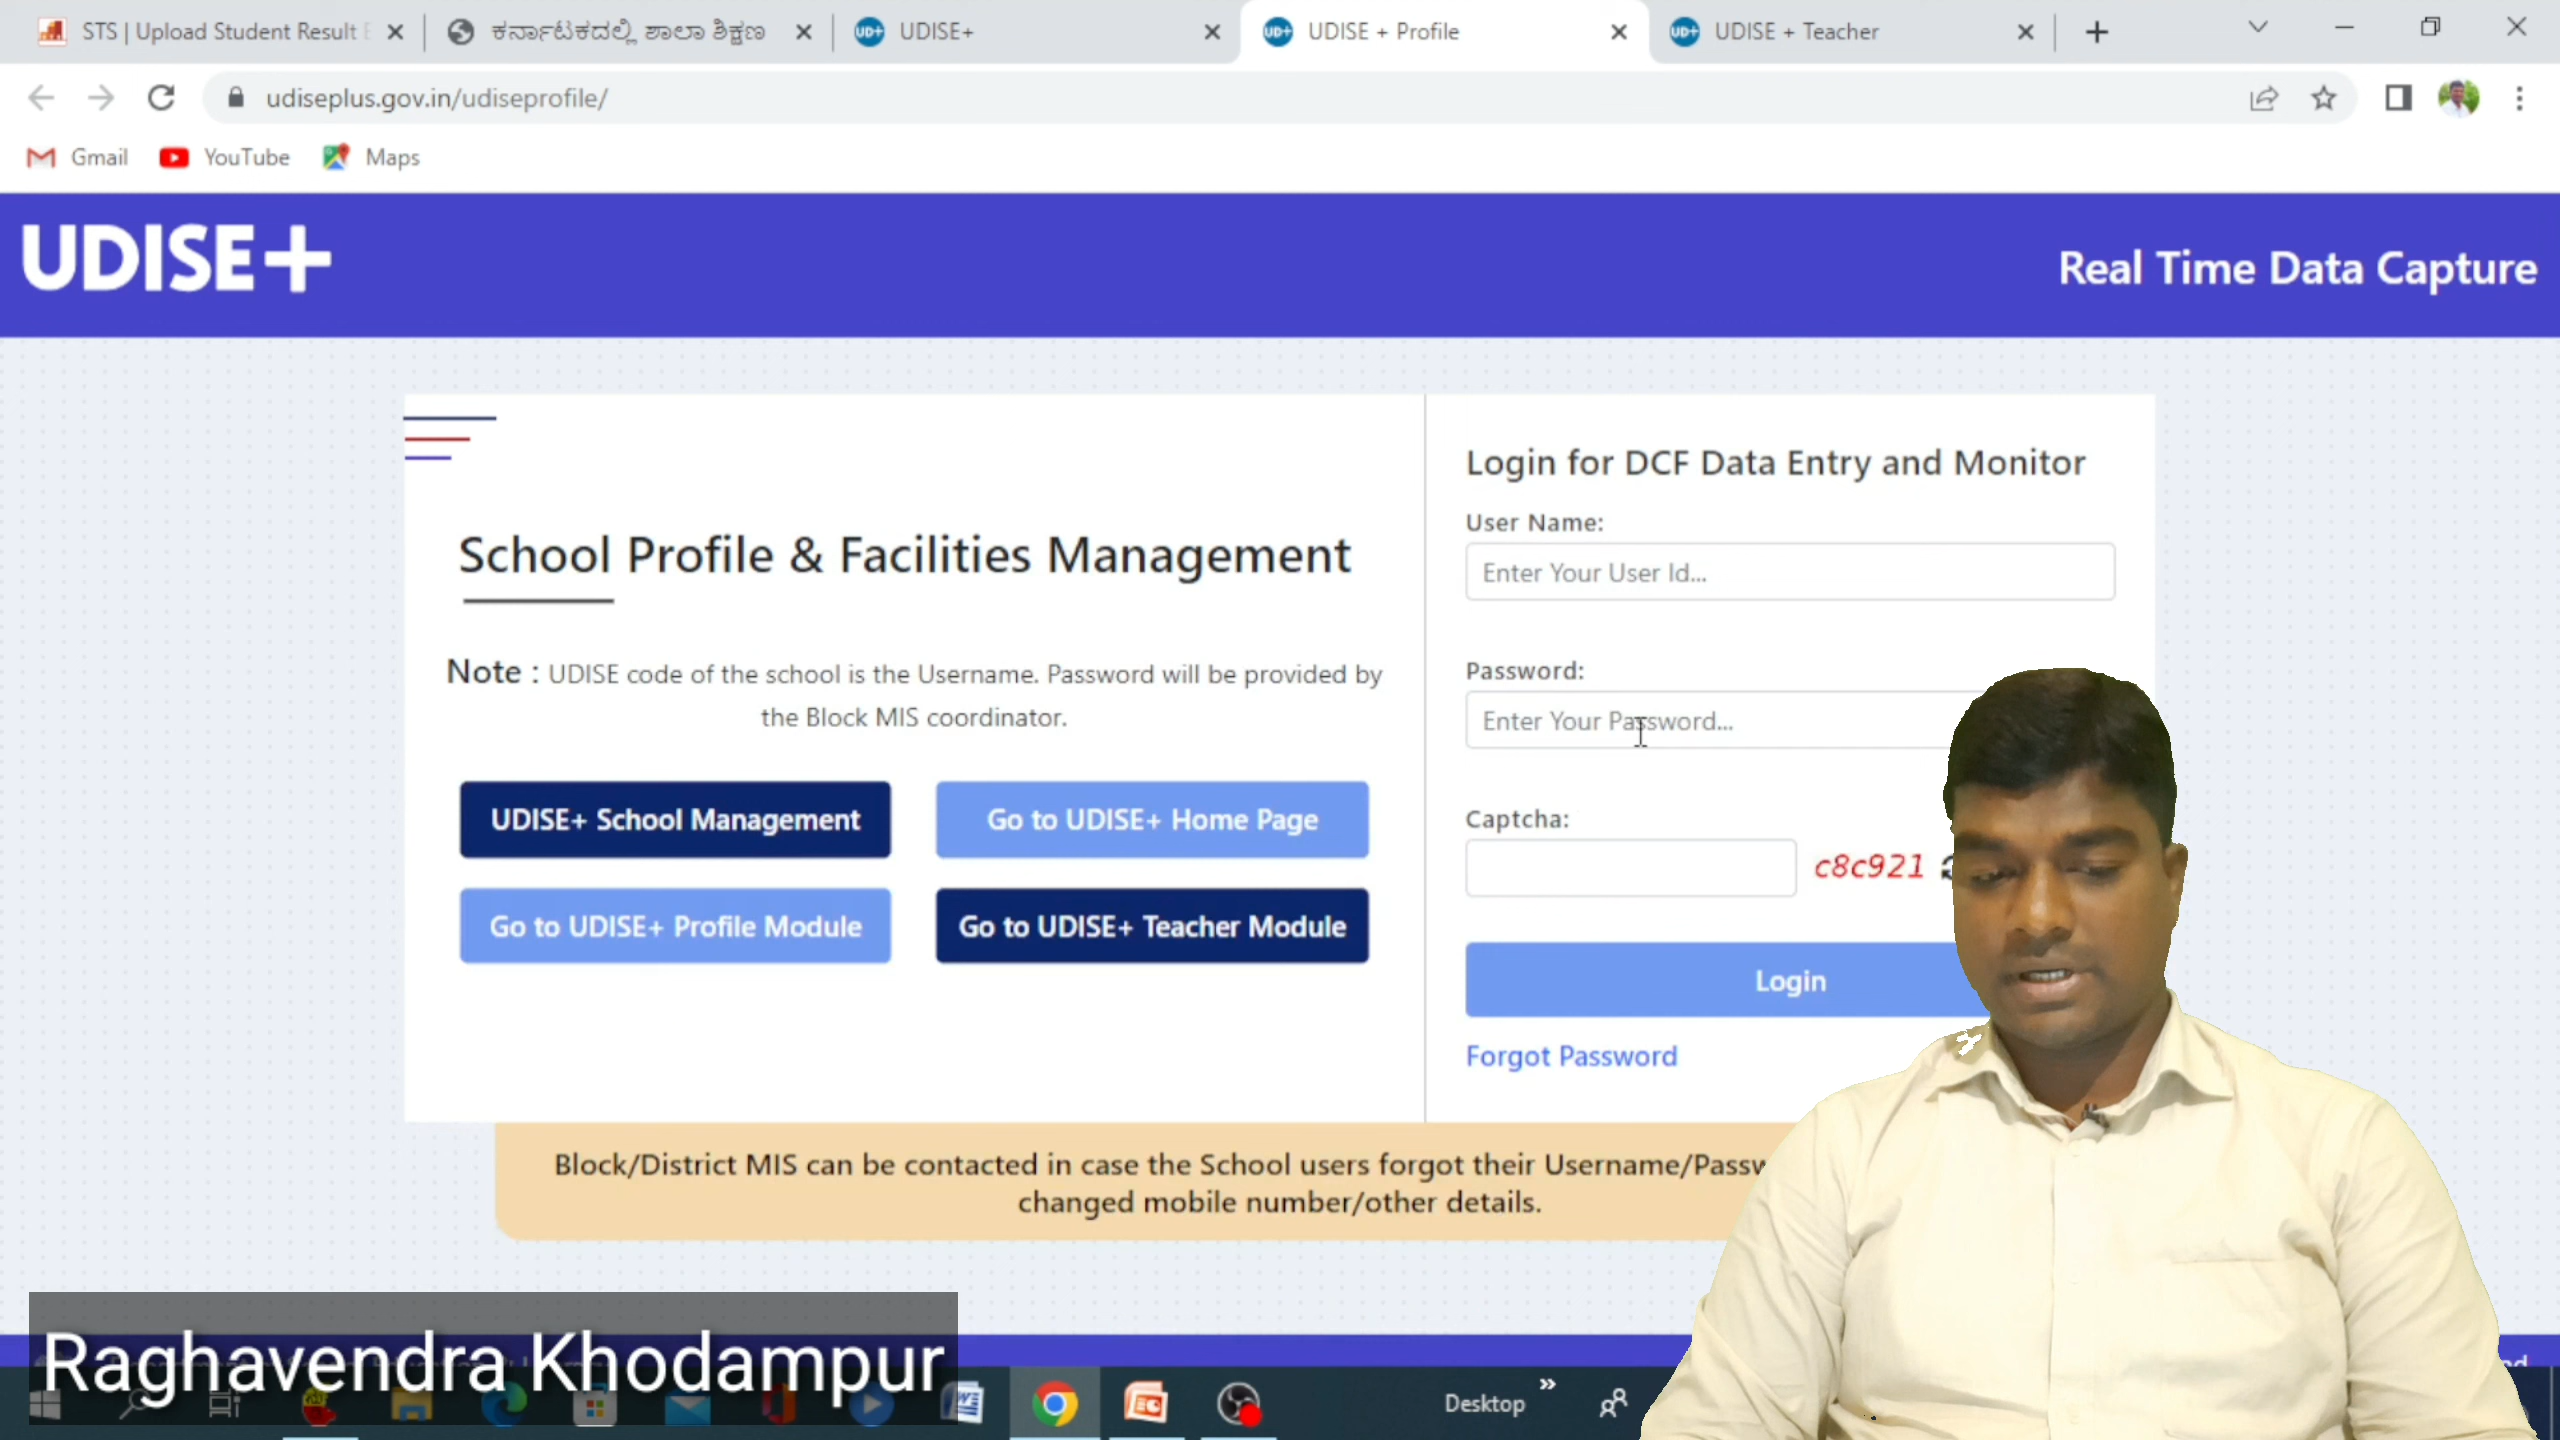 STS | Upload Student Result
ಕರ್ನಾಟಕದಲ್ಲಿ ಶಾಲಾ ಶಿಕ್ಷಣ
UD+ UDISE+
UD+ UDISE + Profile
UD+ UDISE + Teacher
udiseplus.gov.in/udiseprofile/
Gmail
YouTube
Maps
UDISE+
Real Time Data Capture
School Profile & Facilities Management
Note : UDISE code of the school is the Username. Password will be provided by
the Block MIS coordinator.
UDISE+ School Management
Go to UDISE+ Home Page
Go to UDISE+ Profile Module
Go to UDISE+ Teacher Module
Login for DCF Data Entry and Monitor
User Name:
Enter Your User Id...
Password:
Enter Your Password...
Captcha:
c8c921
Login
Forgot Password
Block/District MIS can be contacted in case the School users forgot their
changed mobile number/other details.
Raghavendra Khodampur
Desktop